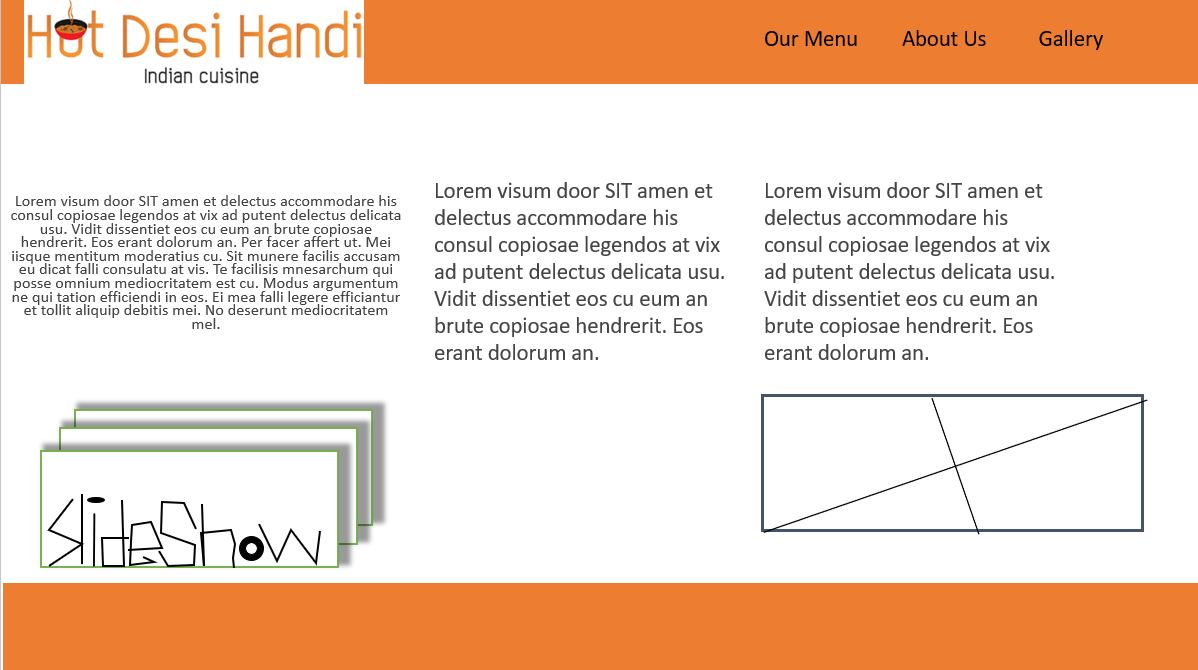 Hot Desi Handi
Indian cuisine
Our Menu About Us Gallery
Lorem visum door SIT amen et delectus accommodare his
consul copiosae legendos at vix ad putent delectus delicata
usu. Vidit dissentiet eos cu eum an brute copiosae
hendrerit. Eos erant dolorum an. Per facer affert ut. Mei
iisque mentitum moderatius cu. Sit munere facilis accusam
eu dicat falli consulatu at vis. Te facilisis mnesarchum qui
posse omnium mediocritatem est cu. Modus argumentum
ne qui tation efficiendi in eos. Ei mea falli legere efficiantur
et tollit aliquip debitis mei. No deserunt mediocritatem
mel.
Lorem visum door SIT amen et
delectus accommodare his
consul copiosae legendos at vix
ad putent delectus delicata usu.
Vidit dissentiet eos cu eum an
brute copiosae hendrerit. Eos
erant dolorum an.
Lorem visum door SIT amen et
delectus accommodare his
consul copiosae legendos at vix
ad putent delectus delicata usu.
Vidit dissentiet eos cu eum an
brute copiosae hendrerit. Eos
erant dolorum an.
SlideShow